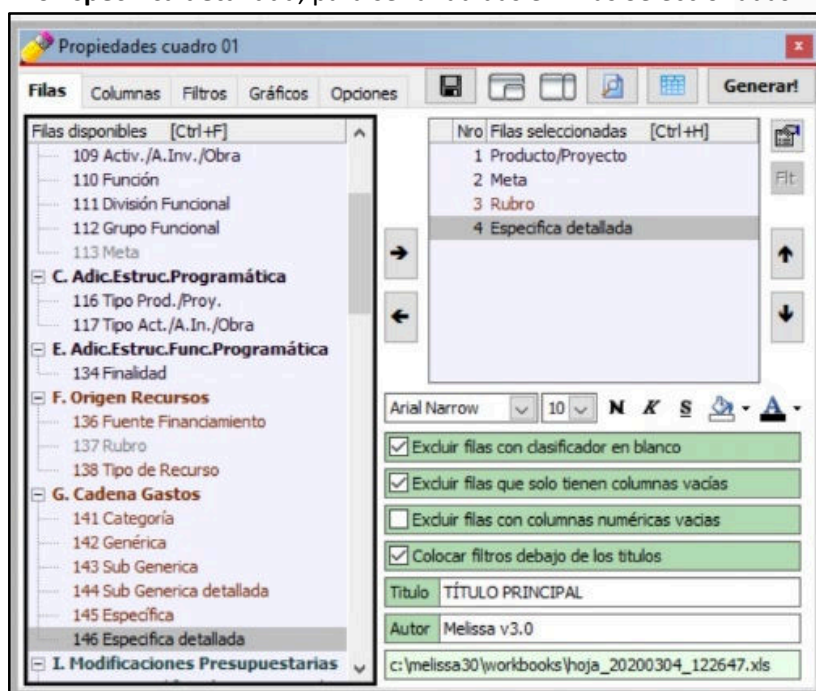 Propiedades cuadro 01
Filas Columnas Filtros Gráficos Opciones Generar!
Filas disponibles [Ctrl+F]
109 Activ./A.Inv./Obra
110 Función
111 División Funcional
112 Grupo Funcional
113 Meta
C. Adic.Estruc.Programática
116 Tipo Prod./Proy.
117 Tipo Act./A.In./Obra
E. Adic.Estruc.Func.Programátic
134 Finalidad
F. Origen Recursos
136 Fuente Financiamiento
137 Rubro
138 Tipo de Recurso
G. Cadena Gastos
141 Categoría
142 Genérica
143 Sub Generica
144 Sub Generica detallada
145 Específica
146 Especifica detallada
I. Modificaciones Presupuestarias
Nro Filas seleccionadas [Ctrl+H]
1 Producto/Proyecto
2 Meta
3 Rubro
4 Especifica detallada
Flt
Arial Narrow 10 N K S A
Excluir filas con clasificador en blanco
Excluir filas que solo tienen columnas vacías
Excluir filas con columnas numéricas vacias
Colocar filtros debajo de los titulos
Titulo TÍTULO PRINCIPAL
Autor Melissa v3.0
c:\melissa30\workbooks\hoja_20200304_122647.xls